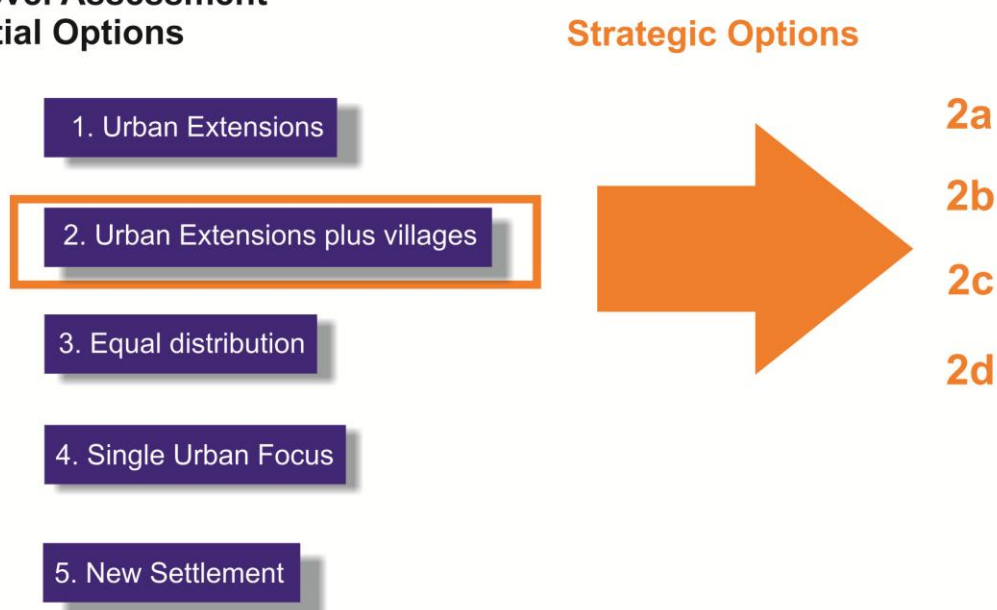 Assessment
Options
Strategic Options
1. Urban Extensions
2. Urban Extensions plus villages
3. Equal distribution
4. Single Urban Focus
5. New Settlement
2a
2b
2c
2d